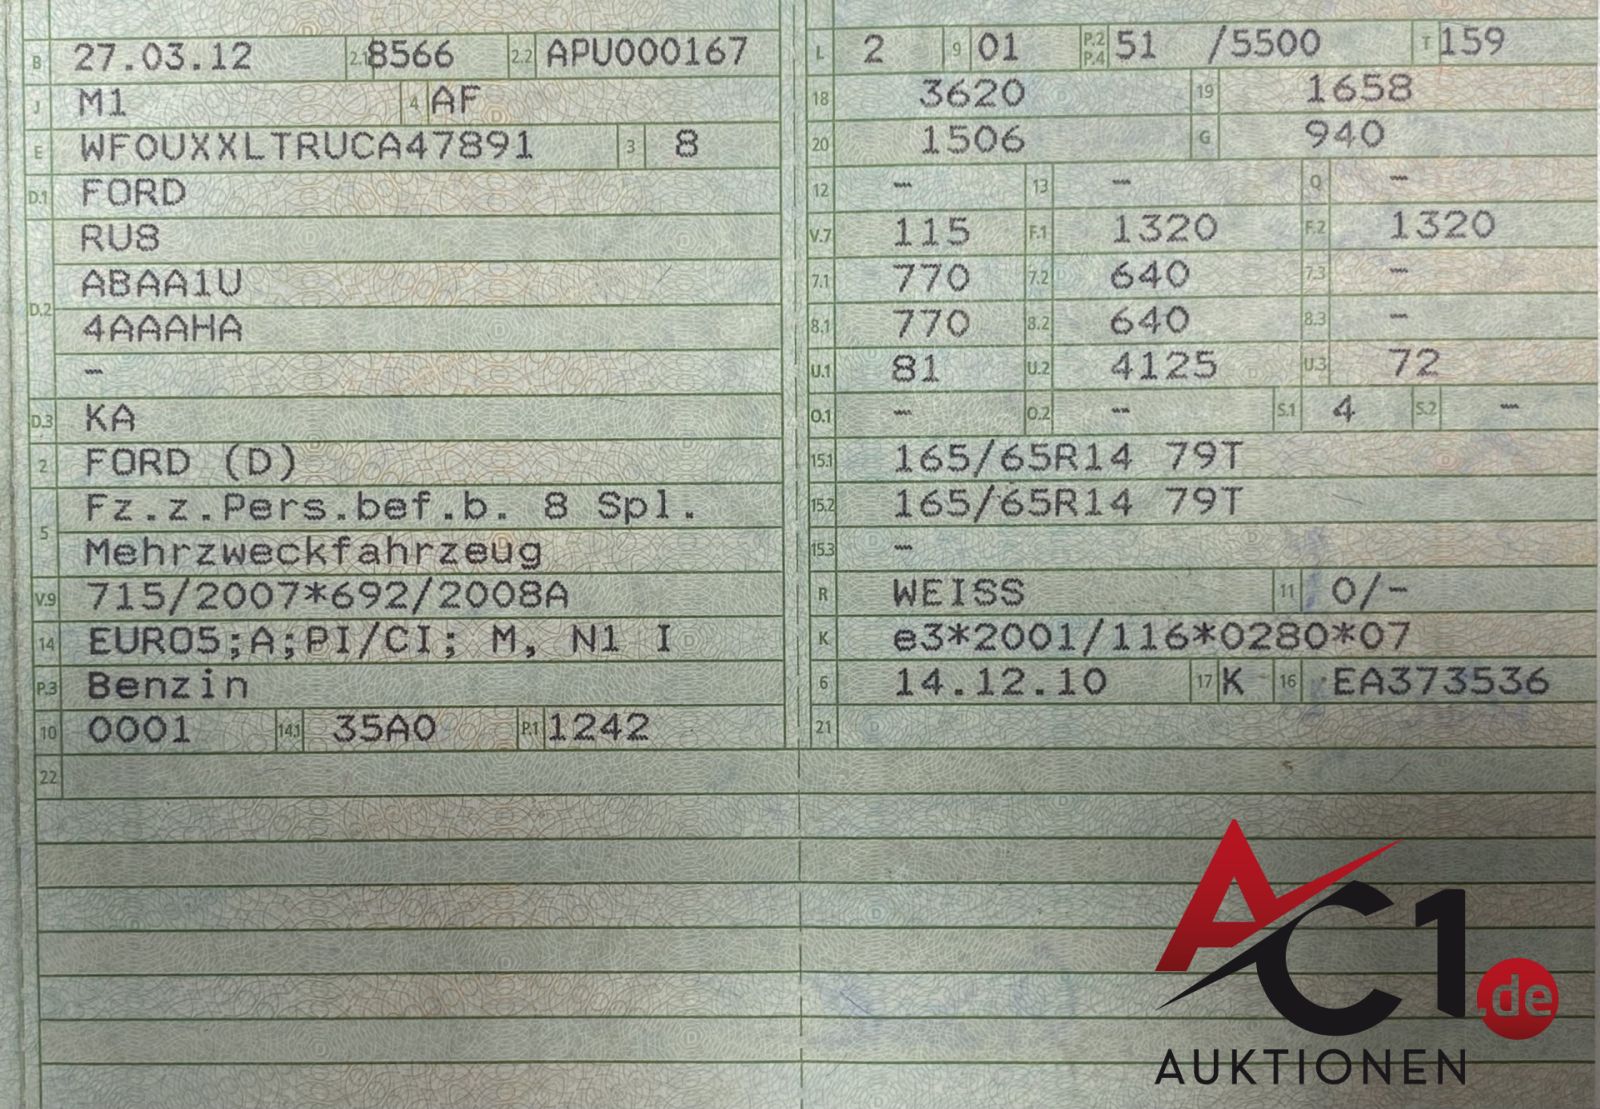 B 27.03.12 2.1 8566 2.2 APU000167
J M1 4 AF
E WF0UXXLTRUCA47891 3 8
D.1 FORD
RU8
ABAA1U
D.2 4AAAHA
–
D.3 KA
2 FORD (D)
5 Fz.z.Pers.bef.b. 8 Spl.
Mehrzweckfahrzeug
V.9 715/2007*692/2008A
14 EURO5;A;PI/CI; M, N1 I
P.3 Benzin
10 0001 14.1 35A0 P.1 1242
22
L 2 9 01 P.2 P.4 51 /5500 T 159
18 3620 19 1658
20 1506 G 940
12 – 13 – Q –
V.7 115 F.1 1320 F.2 1320
7.1 770 7.2 640 7.3 –
8.1 770 8.2 640 8.3 –
U.1 81 U.2 4125 U.3 72
O.1 – O.2 – S.1 4 S.2 –
15.1 165/65R14 79T
15.2 165/65R14 79T
15.3 –
R WEISS 11 0/-
K e3*2001/116*0280*07
6 14.12.10 17 K 16 EA373536
21
AC1.de
AUKTIONEN